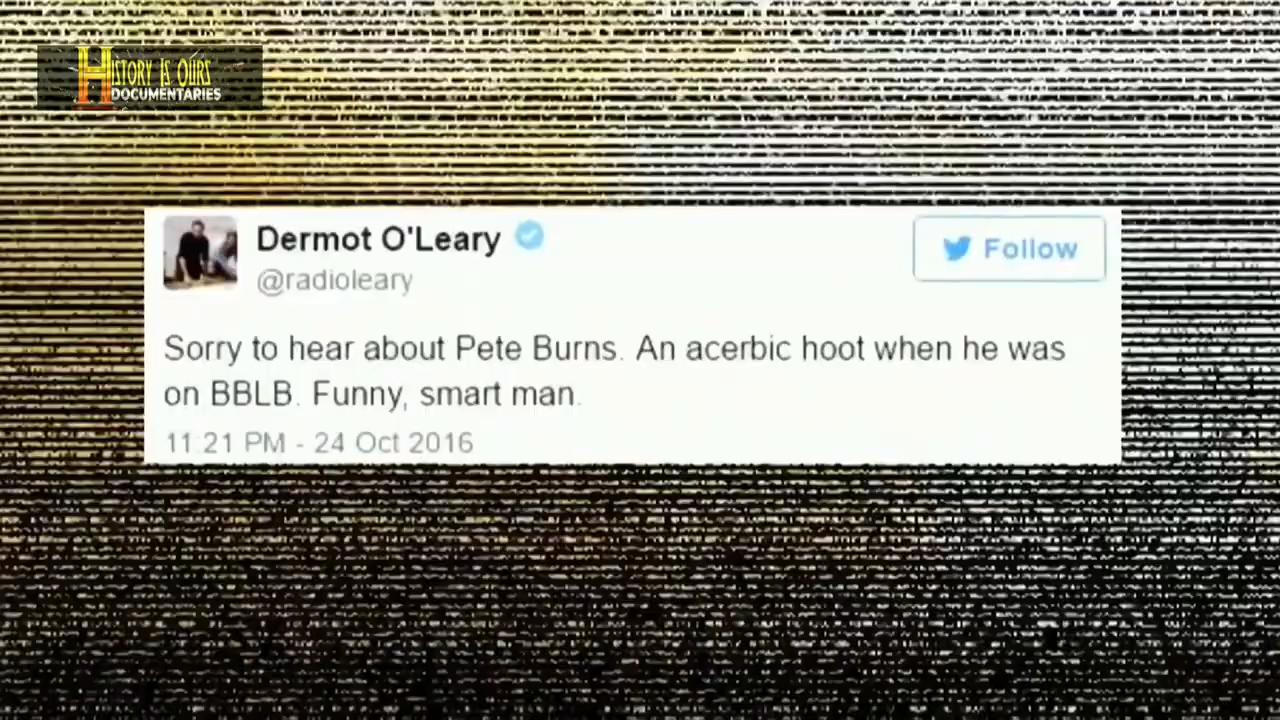 HISTORY IS OURS
DOCUMENTARIES
Dermot O'Leary
@radioleary
Follow
Sorry to hear about Pete Burns. An acerbic hoot when he was
on BBLB. Funny, smart man.
11:21 PM - 24 Oct 2016